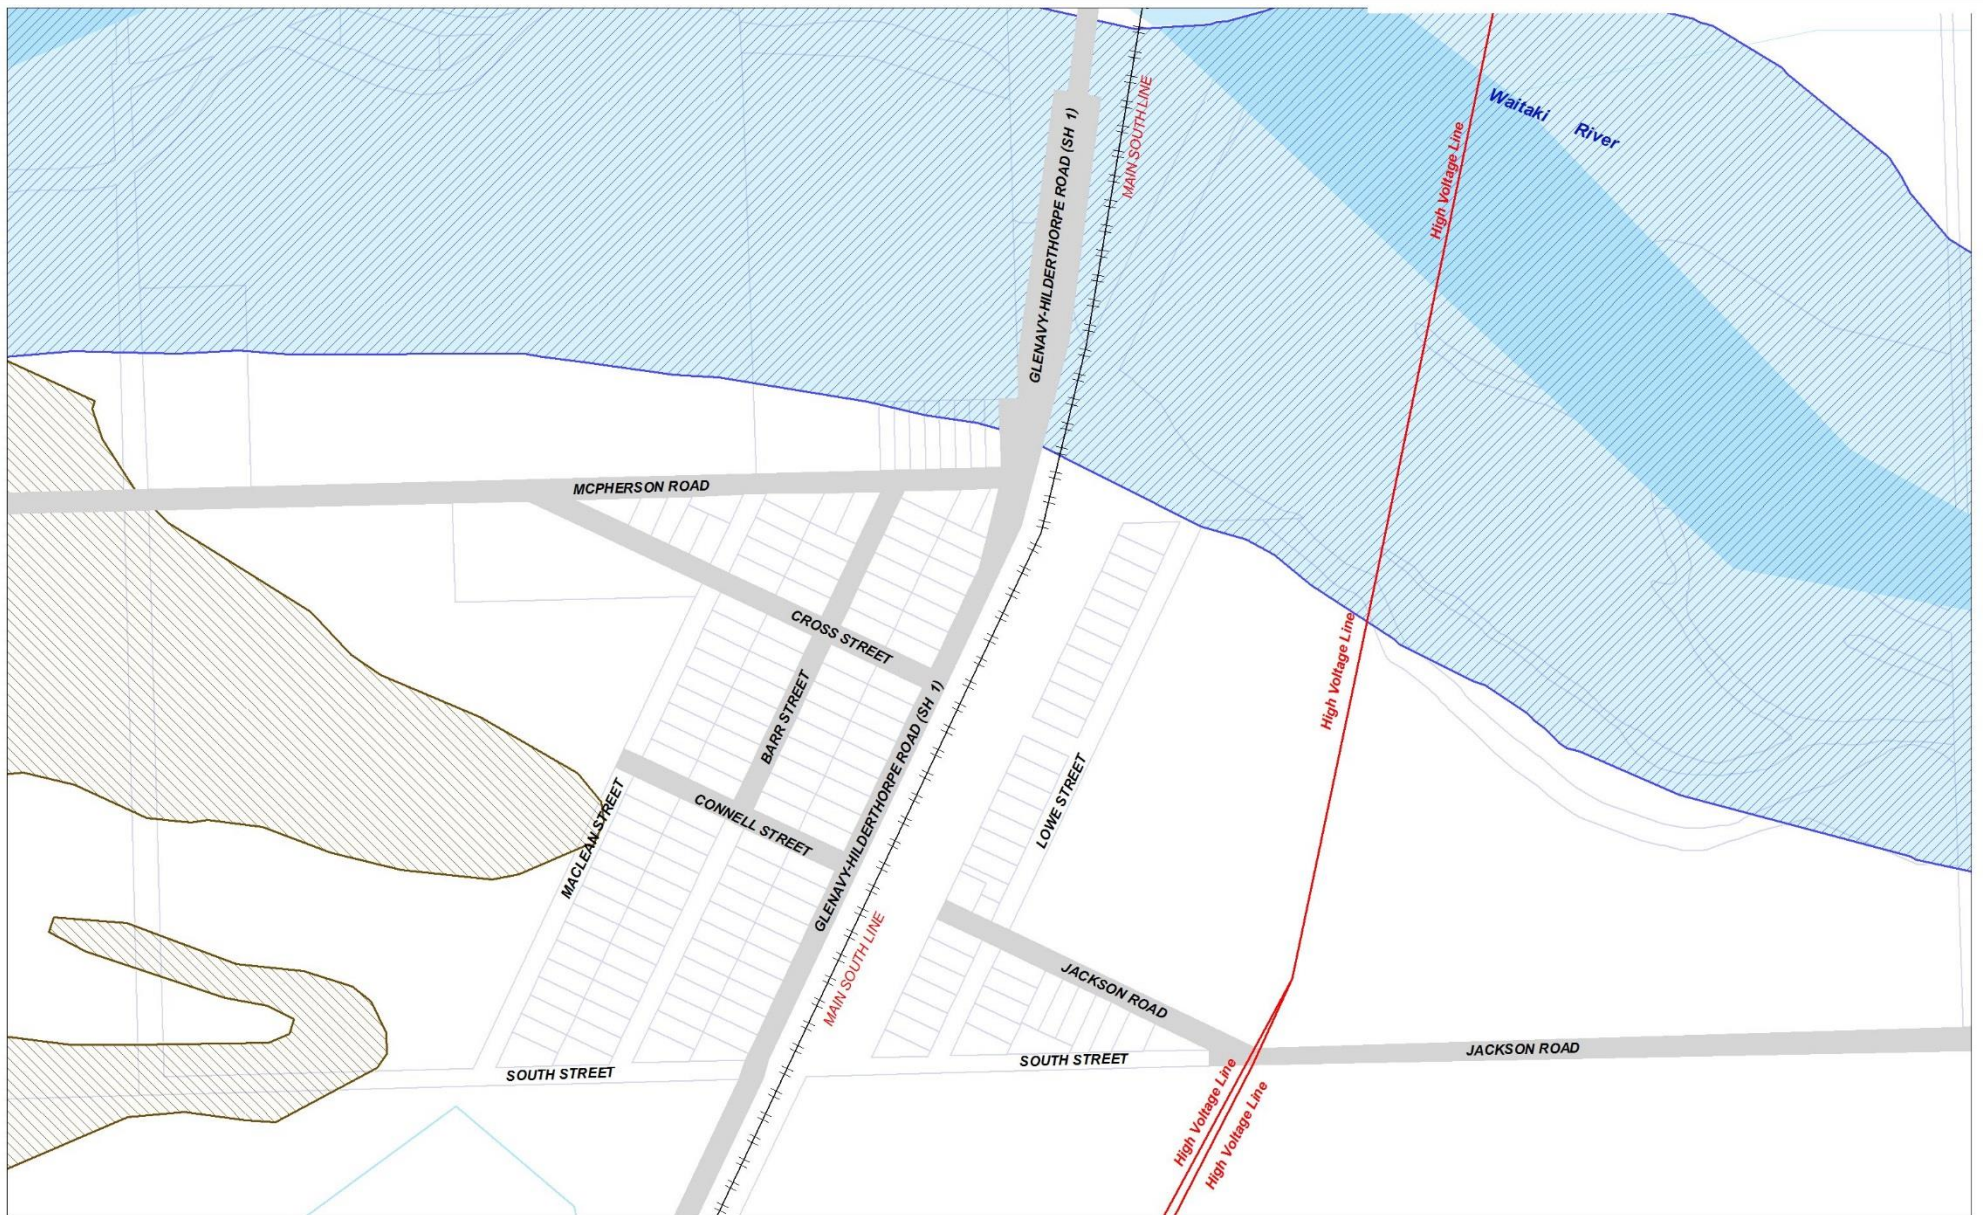 Waitaki River
MAIN SOUTH LINE
GLENAVY-HILDERTHORPE ROAD (SH 1)
High Voltage Line
MCPHERSON ROAD
CROSS STREET
High Voltage Line
BARR STREET
GLENAVY-HILDERTHORPE ROAD (SH 1)
CONNELL STREET
MACLEAN STREET
LOWE STREET
MAIN SOUTH LINE
JACKSON ROAD
SOUTH STREET
SOUTH STREET
JACKSON ROAD
High Voltage Line
High Voltage Line